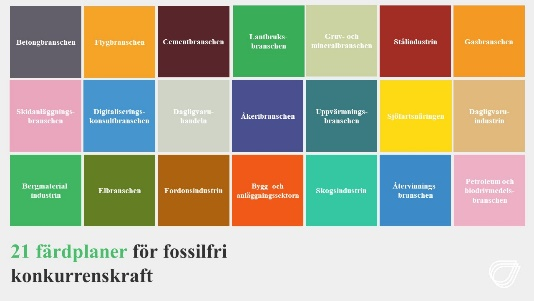 Betongbranschen
Flygbranschen
Cementbranschen
Lantbruks-
branschen
Gruv- och
mineralbranschen
Stålindustrin
Gasbranschen
Skidanläggnings-
branschen
Digitaliserings-
konsultbranschen
Dagligvaru-
handeln
Åkeribranschen
Uppvärmnings-
branschen
Sjöfartsnäringen
Dagligvaru-
industrin
Bergmaterial
industrin
Elbranschen
Fordonsindustrin
Bygg- och
anläggningssektorn
Skogsindustrin
Återvinnings
branschen
Petroleum och
biodrivmedels-
branschen
21 färdplaner för fossilfri
konkurrenskraft